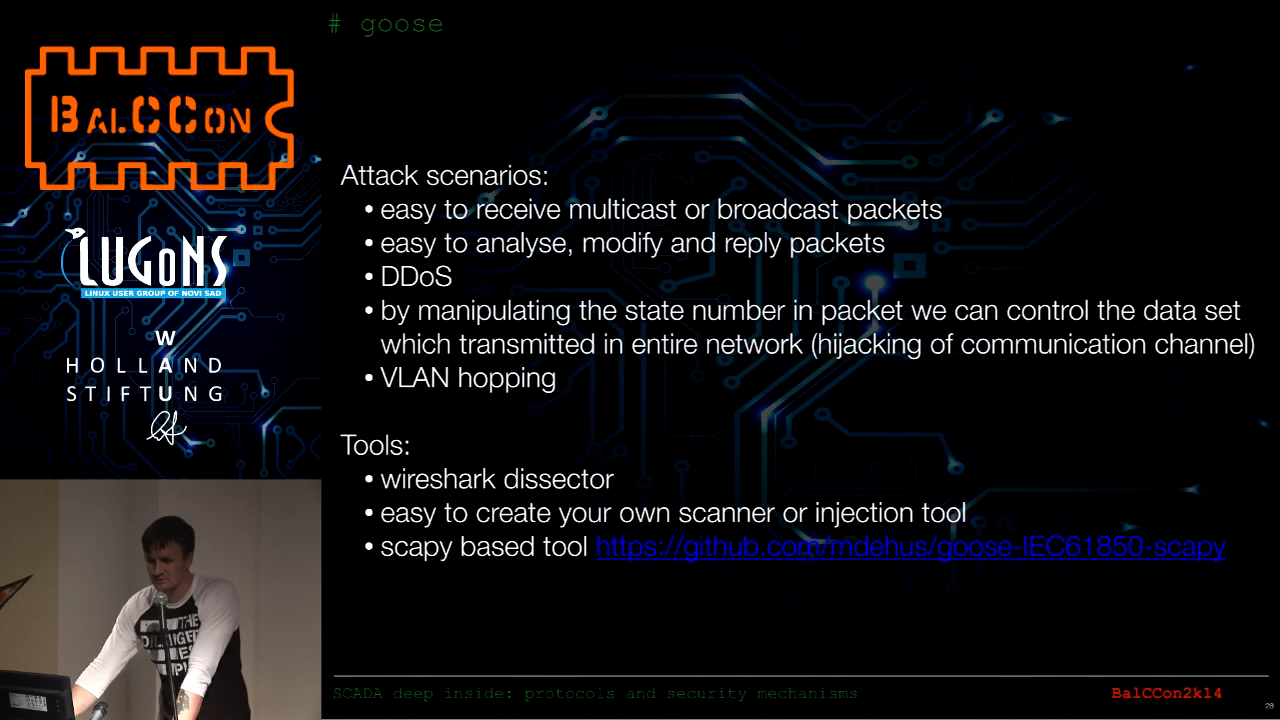 # goose
BALCCON
LUGoNS
LINUX USER GROUP OF NOVI SAD
W
HOLLAND
STIFTUNG
Attack scenarios:
• easy to receive multicast or broadcast packets
• easy to analyse, modify and reply packets
• DDoS
• by manipulating the state number in packet we can control the data set
which transmitted in entire network (hijacking of communication channel)
• VLAN hopping
Tools:
• wireshark dissector
• easy to create your own scanner or injection tool
• scapy based tool https://github.com/mdehus/goose-IEC61850-scapy
THE
SCADA deep inside: protocols and security mechanisms
BalCCon2k14
28